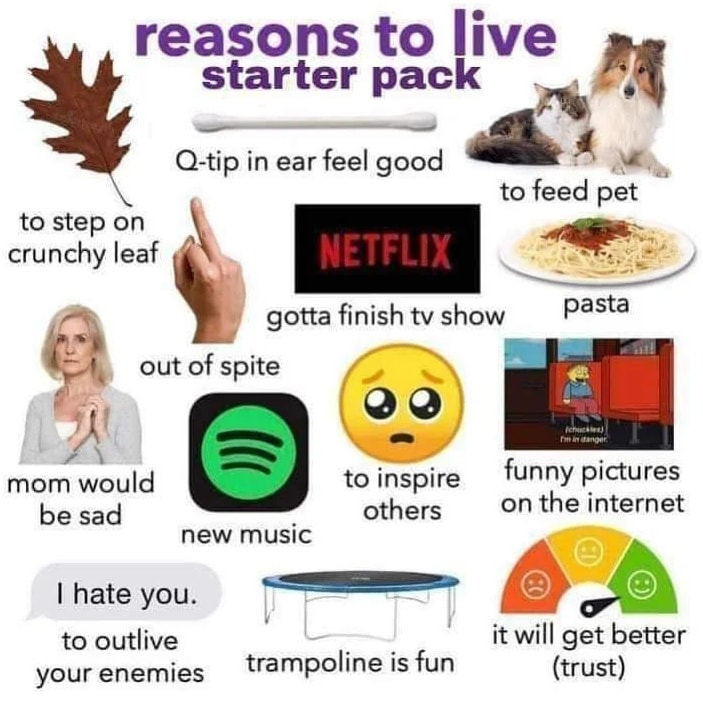 reasons to live
starter pack
Q-tip in ear feel good
to feed pet
to step on
crunchy leaf
NETFLIX
gotta finish tv show
pasta
out of spite
(chuckles)
I'm in danger.
mom would
be sad
new music
to inspire
others
funny pictures
on the internet
I hate you.
to outlive
your enemies
trampoline is fun
it will get better
(trust)